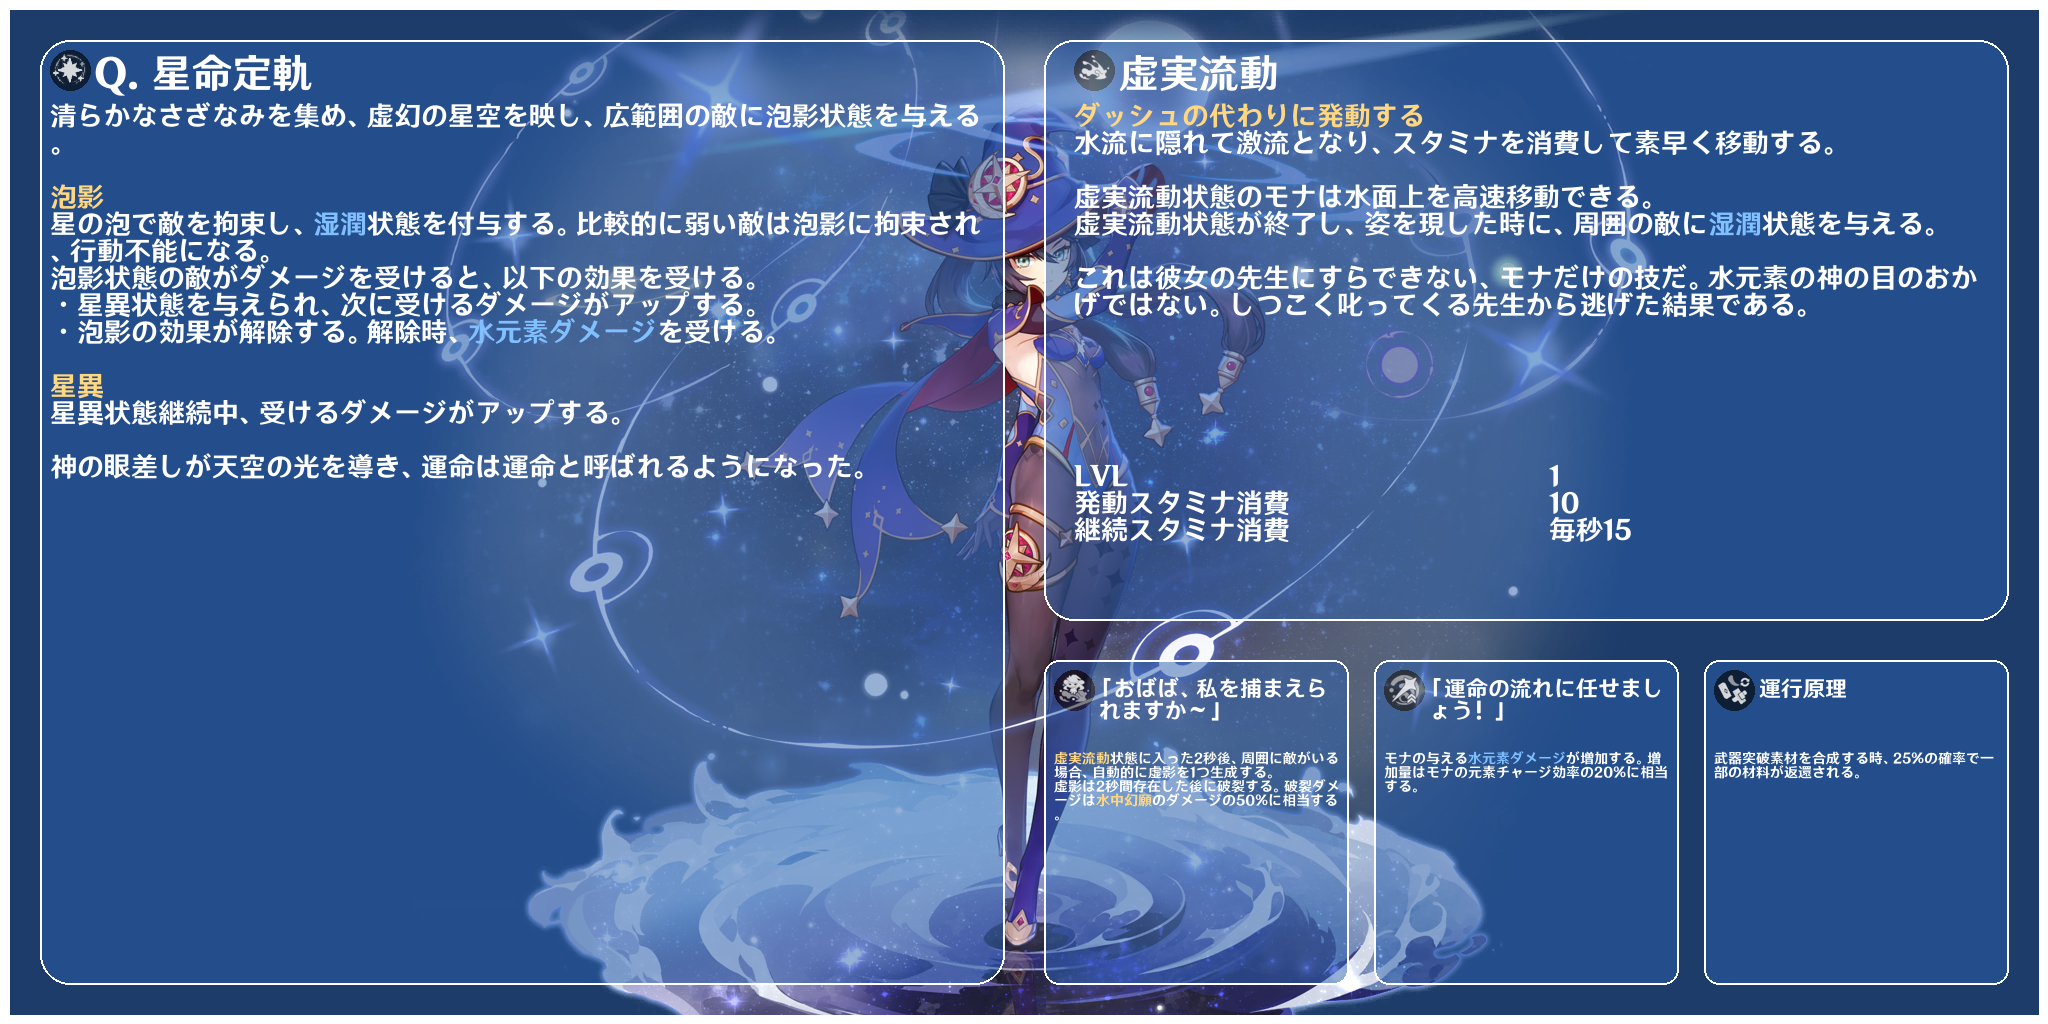 Q. 星命定軌
清らかなさざなみを集め、虚幻の星空を映し、広範囲の敵に泡影状態を与える
。
泡影
星の泡で敵を拘束し、湿潤状態を付与する。比較的に弱い敵は泡影に拘束され
、行動不能になる。
泡影状態の敵がダメージを受けると、以下の効果を受ける。
・星異状態を与えられ、次に受けるダメージがアップする。
・泡影の効果が解除する。解除時、水元素ダメージを受ける。
星異
星異状態継続中、受けるダメージがアップする。
神の眼差しが天空の光を導き、運命は運命と呼ばれるようになった。
虚実流動
ダッシュの代わりに発動する
水流に隠れて激流となり、スタミナを消費して素早く移動する。
虚実流動状態のモナは水面上を高速移動できる。
虚実流動状態が終了し、姿を現した時に、周囲の敵に湿潤状態を与える。
これは彼女の先生にすらできない、モナだけの技だ。水元素の神の目のおか
げではない。しつこく叱ってくる先生から逃げた結果である。
LVL 1
発動スタミナ消費 10
継続スタミナ消費 毎秒15
「おばば、私を捕まえら
れますか～」
虚実流動状態に入った2秒後、周囲に敵がいる
場合、自動的に虚影を1つ生成する。
虚影は2秒間存在した後に破裂する。破裂ダメ
ージは水中幻願のダメージの50%に相当する
。
「運命の流れに任せまし
ょう！」
モナの与える水元素ダメージが増加する。増
加量はモナの元素チャージ効率の20%に相当
する。
運行原理
武器突破素材を合成する時、25%の確率で一
部の材料が返還される。